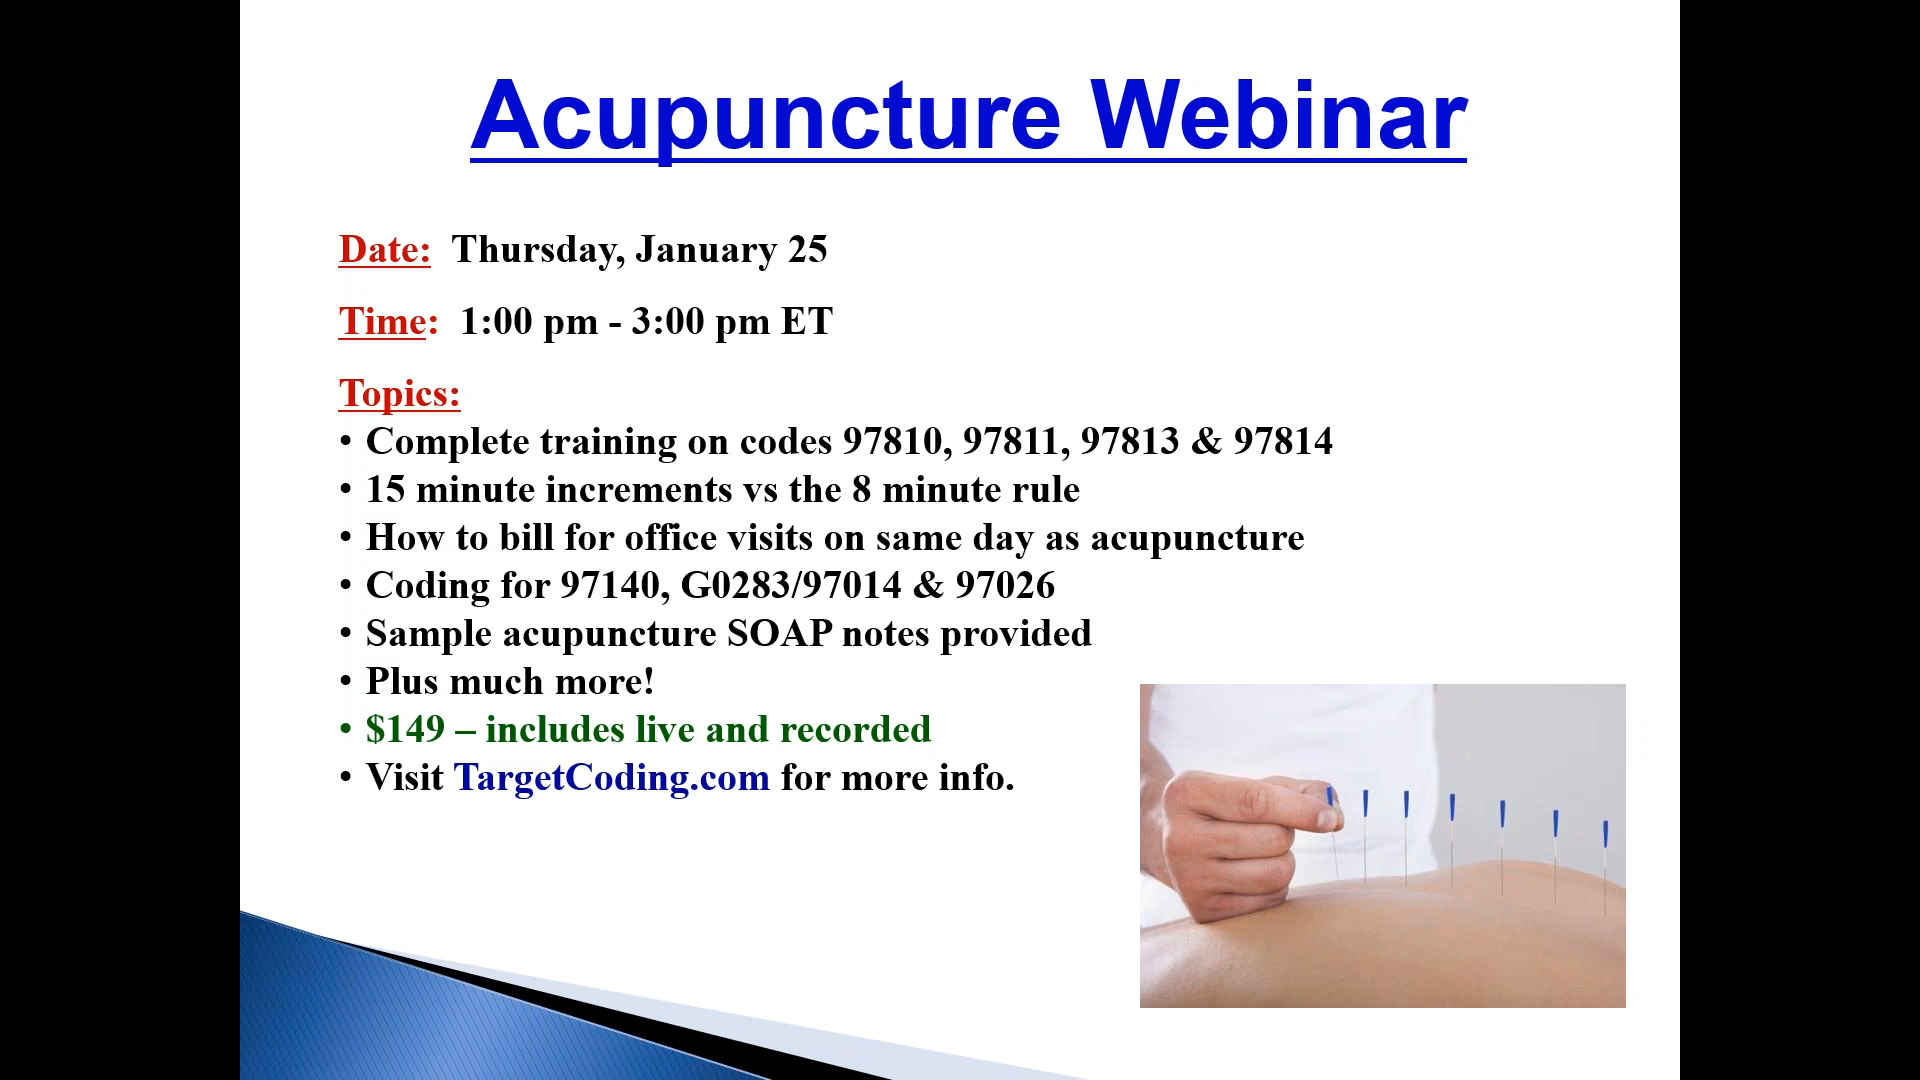 Acupuncture Webinar
Date: Thursday, January 25
Time: 1:00 pm - 3:00 pm ET
Topics:
• Complete training on codes 97810, 97811, 97813 & 97814
• 15 minute increments vs the 8 minute rule
• How to bill for office visits on same day as acupuncture
• Coding for 97140, G0283/97014 & 97026
• Sample acupuncture SOAP notes provided
• Plus much more!
• $149 – includes live and recorded
• Visit TargetCoding.com for more info.